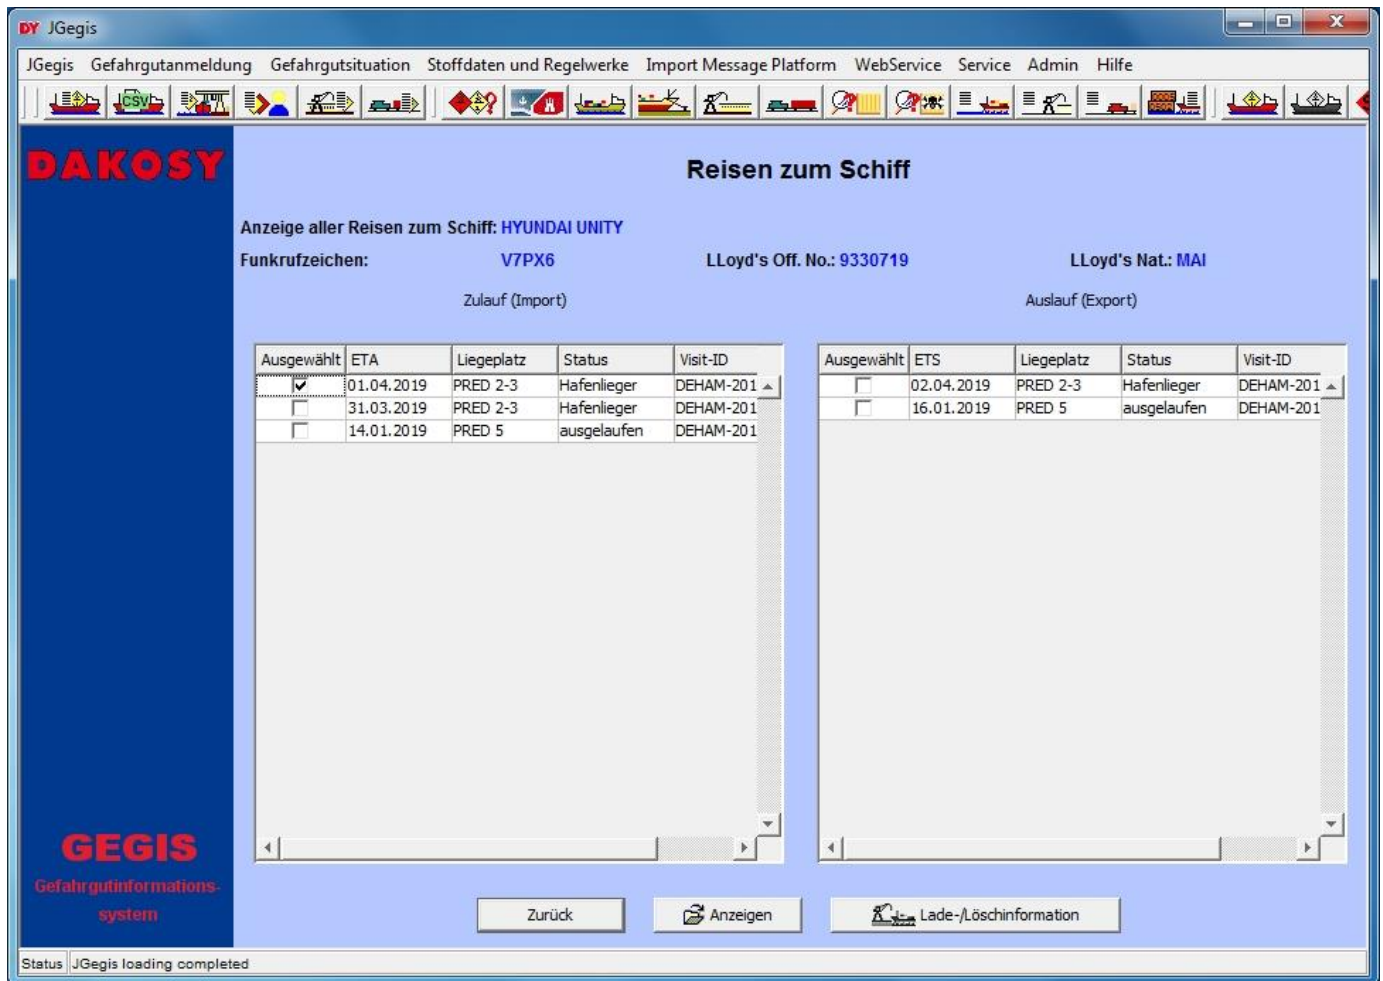 DY JGegis
JGegis Gefahrgutanmeldung Gefahrgutsituation Stoffdaten und Regelwerke Import Message Platform WebService Service Admin Hilfe
CSV
DAKOSY
Reisen zum Schiff
Anzeige aller Reisen zum Schiff: HYUNDAI UNITY
Funkrufzeichen: V7PX6 LLoyd's Off. No.: 9330719 LLoyd's Nat.: MAI
Zulauf (Import) Auslauf (Export)
Ausgewählt ETA Liegeplatz Status Visit-ID Ausgewählt ETS Liegeplatz Status Visit-ID
01.04.2019 PRED 2-3 Hafenlieger DEHAM-201 02.04.2019 PRED 2-3 Hafenlieger DEHAM-201
31.03.2019 PRED 2-3 Hafenlieger DEHAM-201 16.01.2019 PRED 5 ausgelaufen DEHAM-201
14.01.2019 PRED 5 ausgelaufen DEHAM-201
GEGIS
Gefahrgutinformations-
system
Zurück Anzeigen Lade-/Löschinformation
Status JGegis loading completed